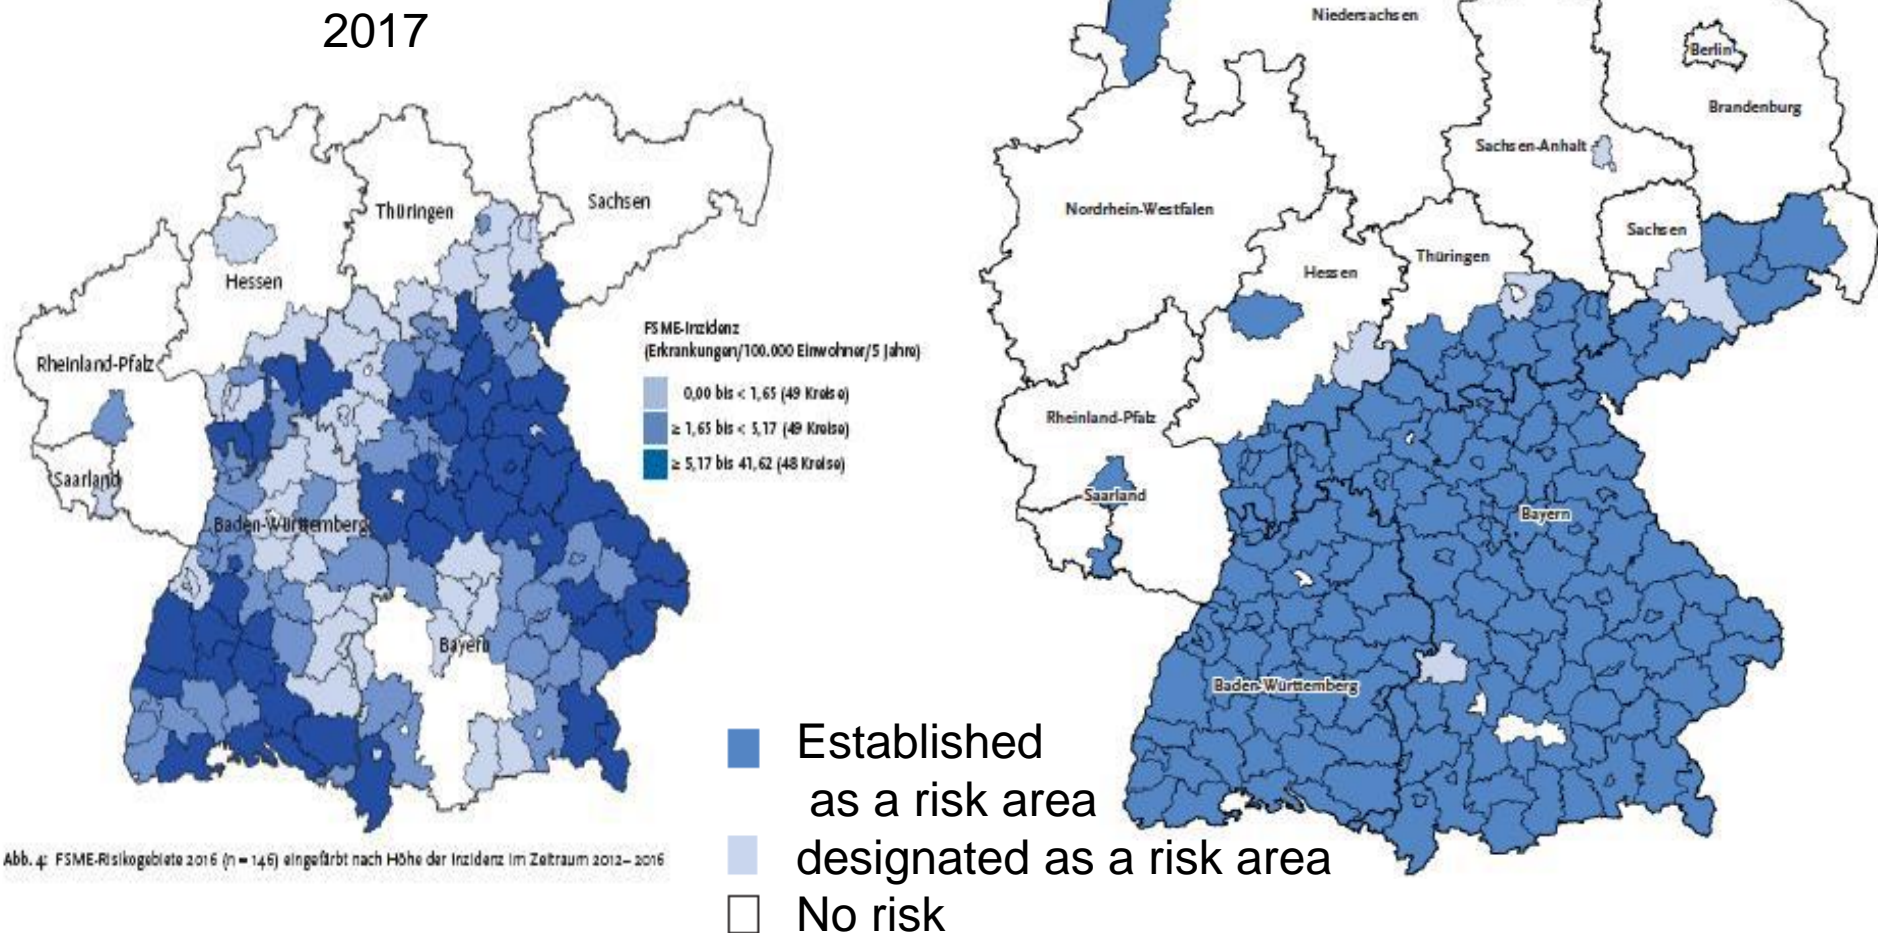 2017
Thüringen
Sachsen
Hessen
Rheinland-Pfalz
Saarland
Baden-Württemberg
Bayern
FSME-Inzidenz
(Erkrankungen/100.000 Einwohner/5 Jahre)
0,00 bis < 1,65 (49 Kreise)
≥ 1,65 bis < 5,17 (49 Kreise)
≥ 5,17 bis 41,62 (48 Kreise)
Abb. 4: FSME-Risikogebiete 2016 (n = 146) eingefärbt nach Höhe der Inzidenz im Zeitraum 2012– 2016
Niedersachsen
Berlin
Brandenburg
Sachsen-Anhalt
Nordrhein-Westfalen
Sachsen
Thüringen
Hessen
Rheinland-Pfalz
Saarland
Bayern
Baden-Württemberg
Established
as a risk area
designated as a risk area
No risk